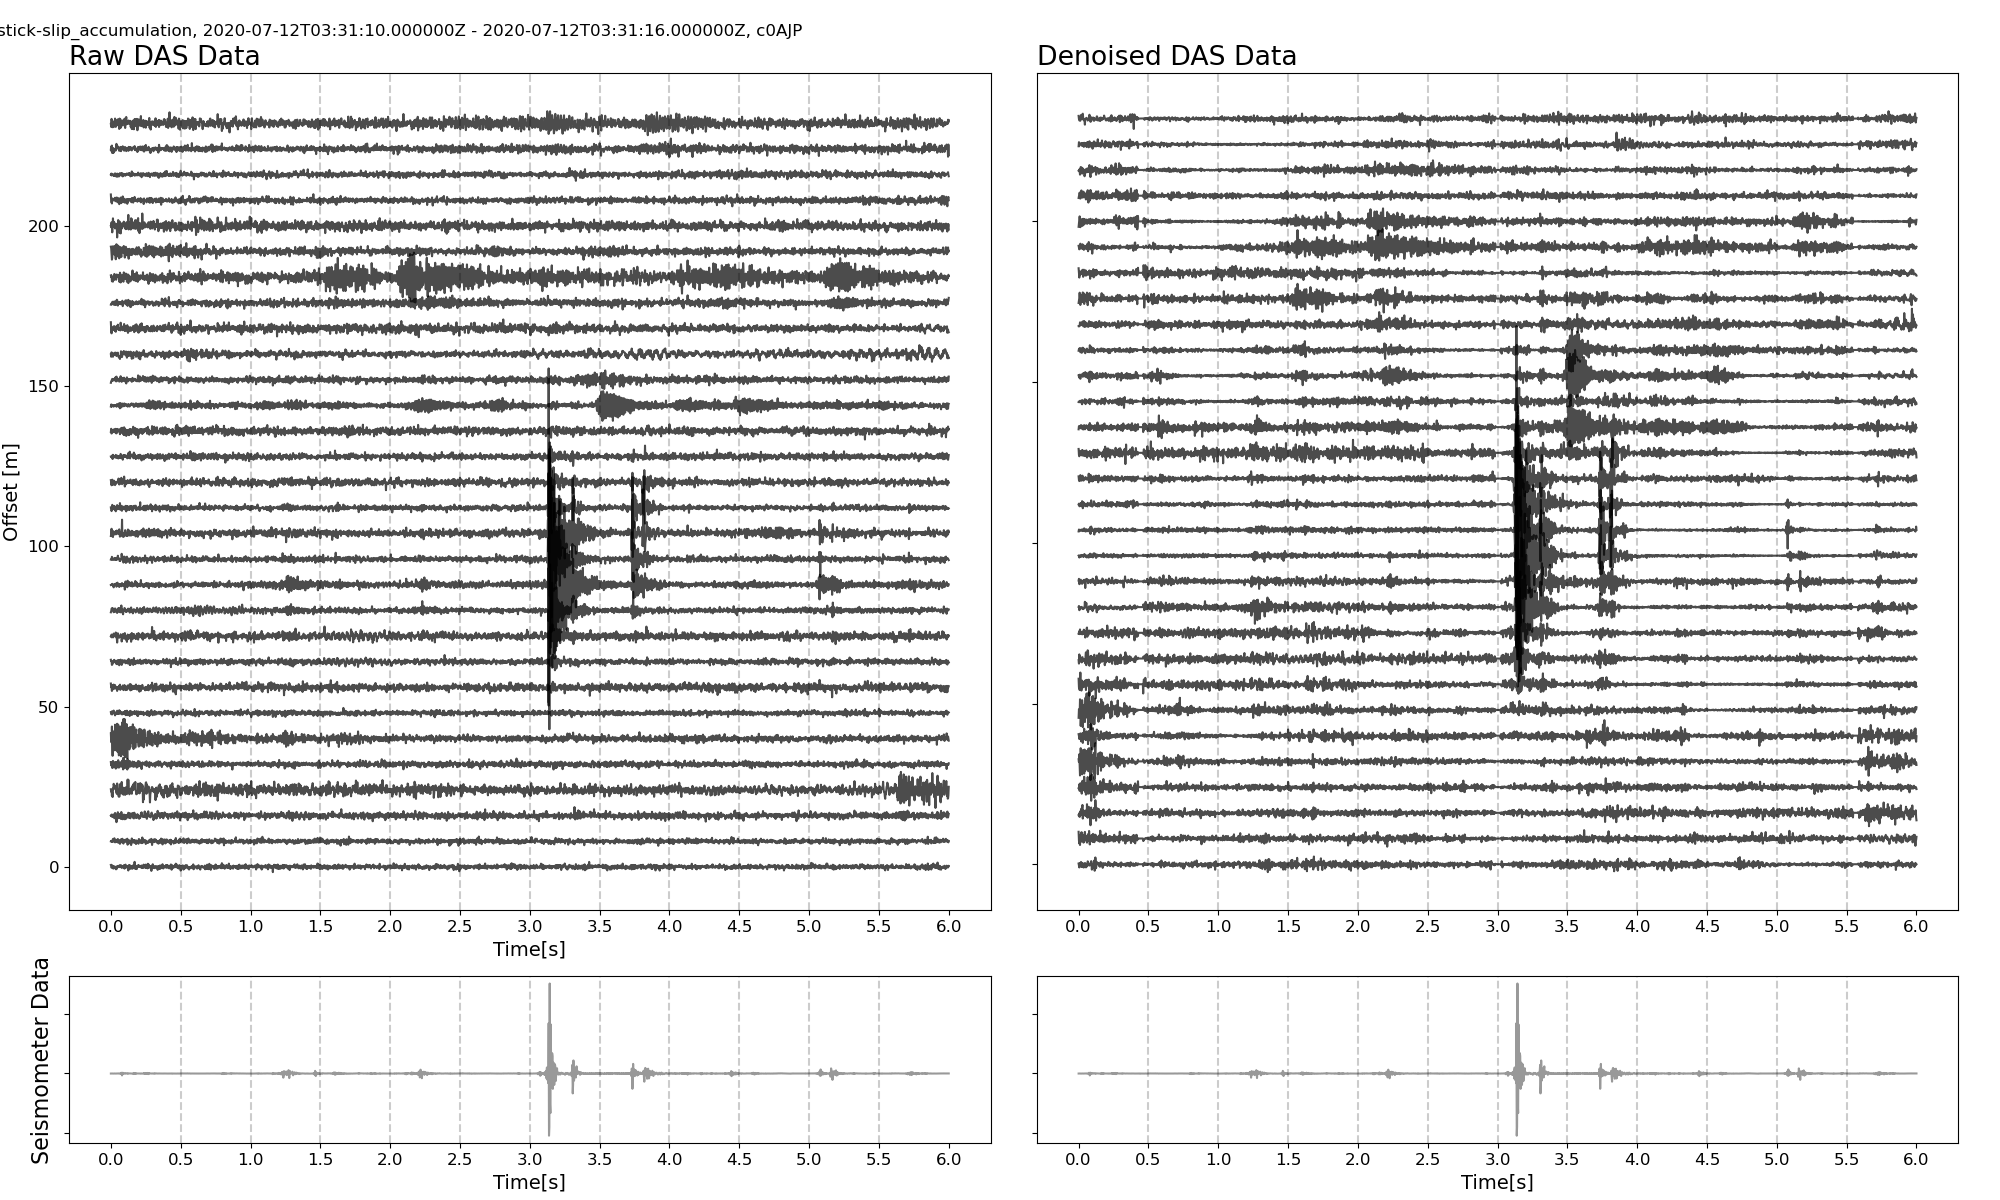 stick-slip_accumulation, 2020-07-12T03:31:10.000000Z - 2020-07-12T03:31:16.000000Z, c0AJP
Raw DAS Data
Denoised DAS Data
Offset [m]
200
150
100
50
0
0.0 0.5 1.0 1.5 2.0 2.5 3.0 3.5 4.0 4.5 5.0 5.5 6.0
Time[s]
0.0 0.5 1.0 1.5 2.0 2.5 3.0 3.5 4.0 4.5 5.0 5.5 6.0
Seismometer Data
0.0 0.5 1.0 1.5 2.0 2.5 3.0 3.5 4.0 4.5 5.0 5.5 6.0
Time[s]
0.0 0.5 1.0 1.5 2.0 2.5 3.0 3.5 4.0 4.5 5.0 5.5 6.0
Time[s]